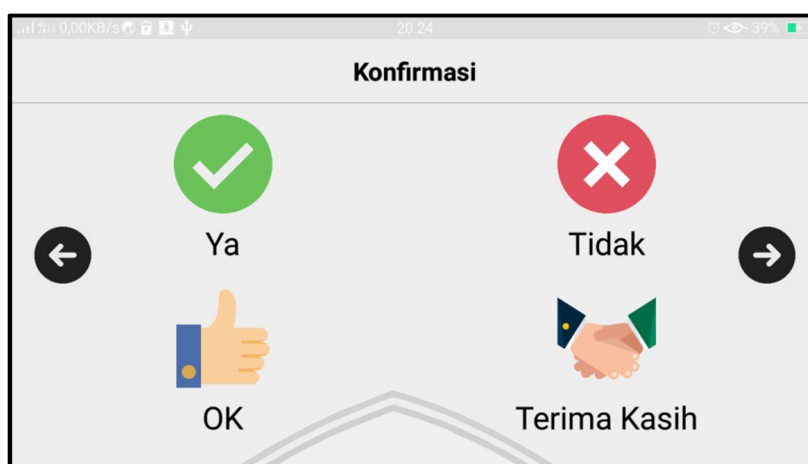 0,00KB/s 20.24 39%
Konfirmasi
Ya Tidak
OK Terima Kasih